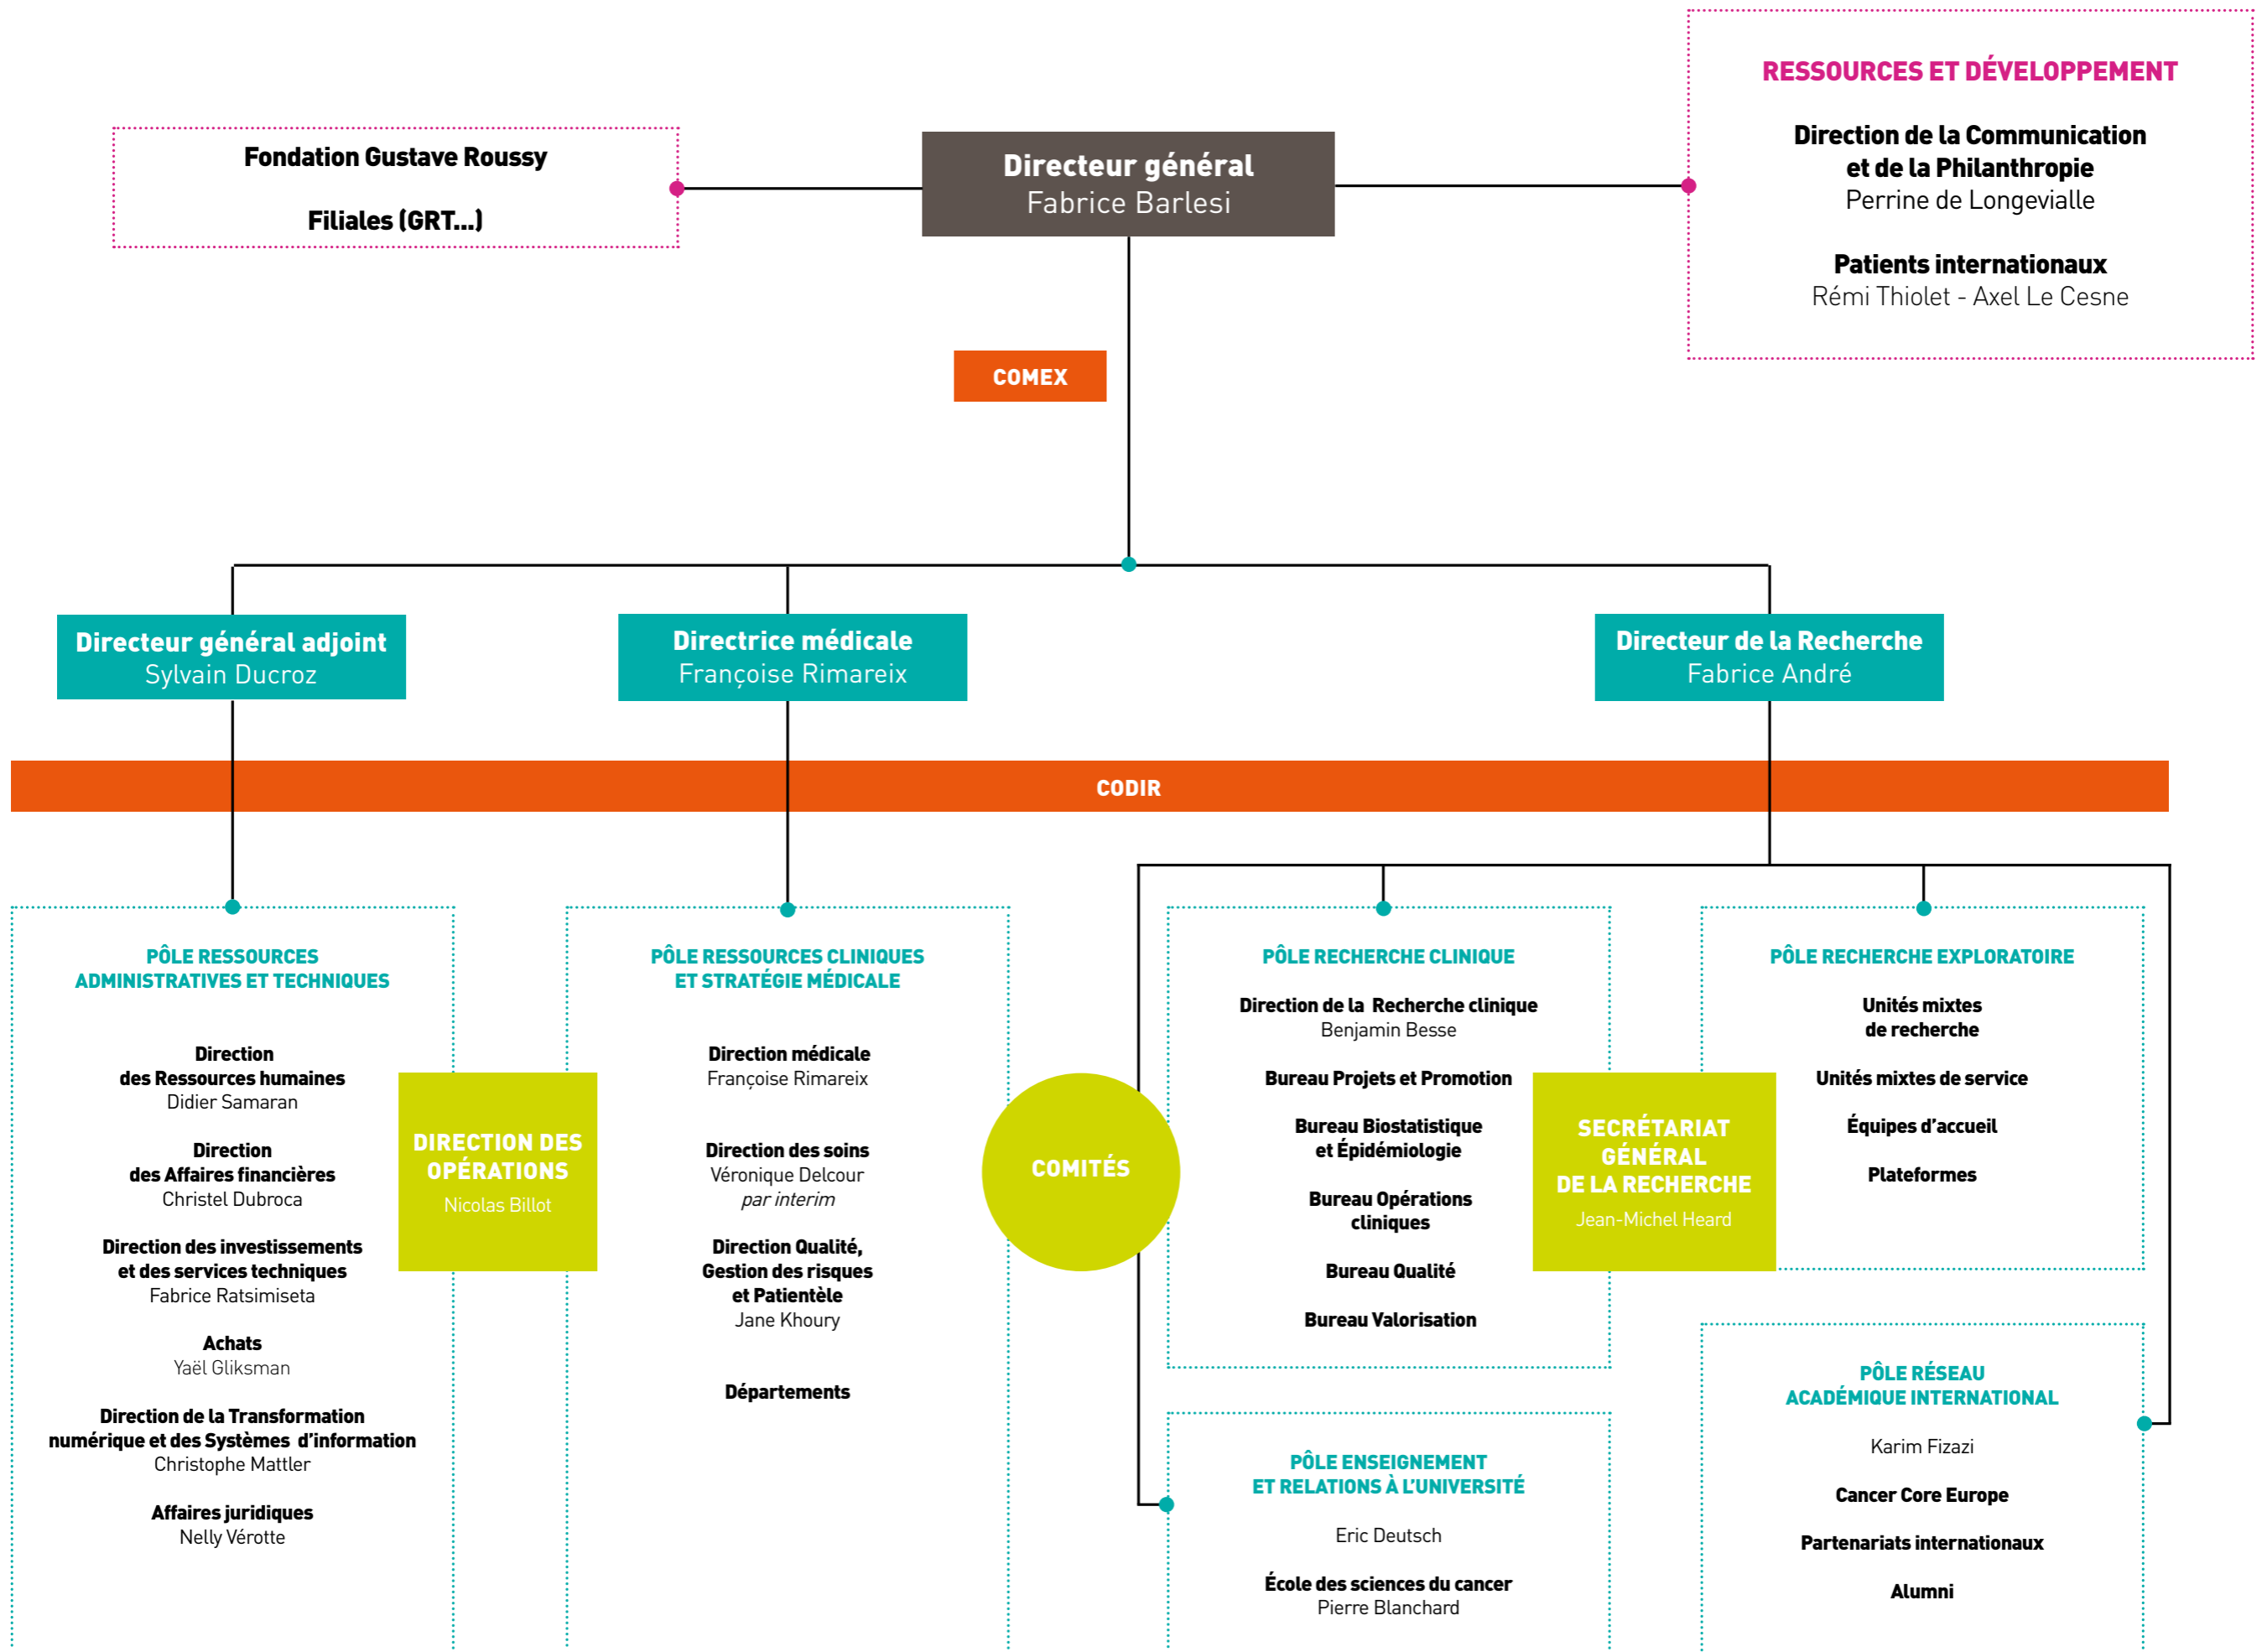 RESSOURCES ET DÉVELOPPEMENT
Direction de la Communication
et de la Philanthropie
Perrine de Longevialle
Patients internationaux
Rémi Thiolet - Axel Le Cesne
Fondation Gustave Roussy
Filiales (GRT...)
Directeur général
Fabrice Barlesi
COMEX
Directeur général adjoint
Sylvain Ducroz
Directrice médicale
Françoise Rimareix
Directeur de la Recherche
Fabrice André
CODIR
PÔLE RESSOURCES
ADMINISTRATIVES ET TECHNIQUES
Direction
des Ressources humaines
Didier Samaran
Direction
des Affaires financières
Christel Dubroca
Direction des investissements
et des services techniques
Fabrice Ratsimiseta
Achats
Yaël Gliksman
Direction de la Transformation
numérique et des Systèmes d'information
Christophe Mattler
Affaires juridiques
Nelly Vérotte
DIRECTION DES
OPÉRATIONS
Nicolas Billot
PÔLE RESSOURCES CLINIQUES
ET STRATÉGIE MÉDICALE
Direction médicale
Françoise Rimareix
Direction des soins
Véronique Delcour
par interim
Direction Qualité,
Gestion des risques
et Patientèle
Jane Khoury
Départements
COMITÉS
PÔLE RECHERCHE CLINIQUE
Direction de la Recherche clinique
Benjamin Besse
Bureau Projets et Promotion
Bureau Biostatistique
et Épidémiologie
Bureau Opérations
cliniques
Bureau Qualité
Bureau Valorisation
SECRÉTARIAT
GÉNÉRAL
DE LA RECHERCHE
Jean-Michel Heard
PÔLE RECHERCHE EXPLORATOIRE
Unités mixtes
de recherche
Unités mixtes de service
Équipes d'accueil
Plateformes
PÔLE ENSEIGNEMENT
ET RELATIONS À L'UNIVERSITÉ
Eric Deutsch
École des sciences du cancer
Pierre Blanchard
PÔLE RÉSEAU
ACADÉMIQUE INTERNATIONAL
Karim Fizazi
Cancer Core Europe
Partenariats internationaux
Alumni